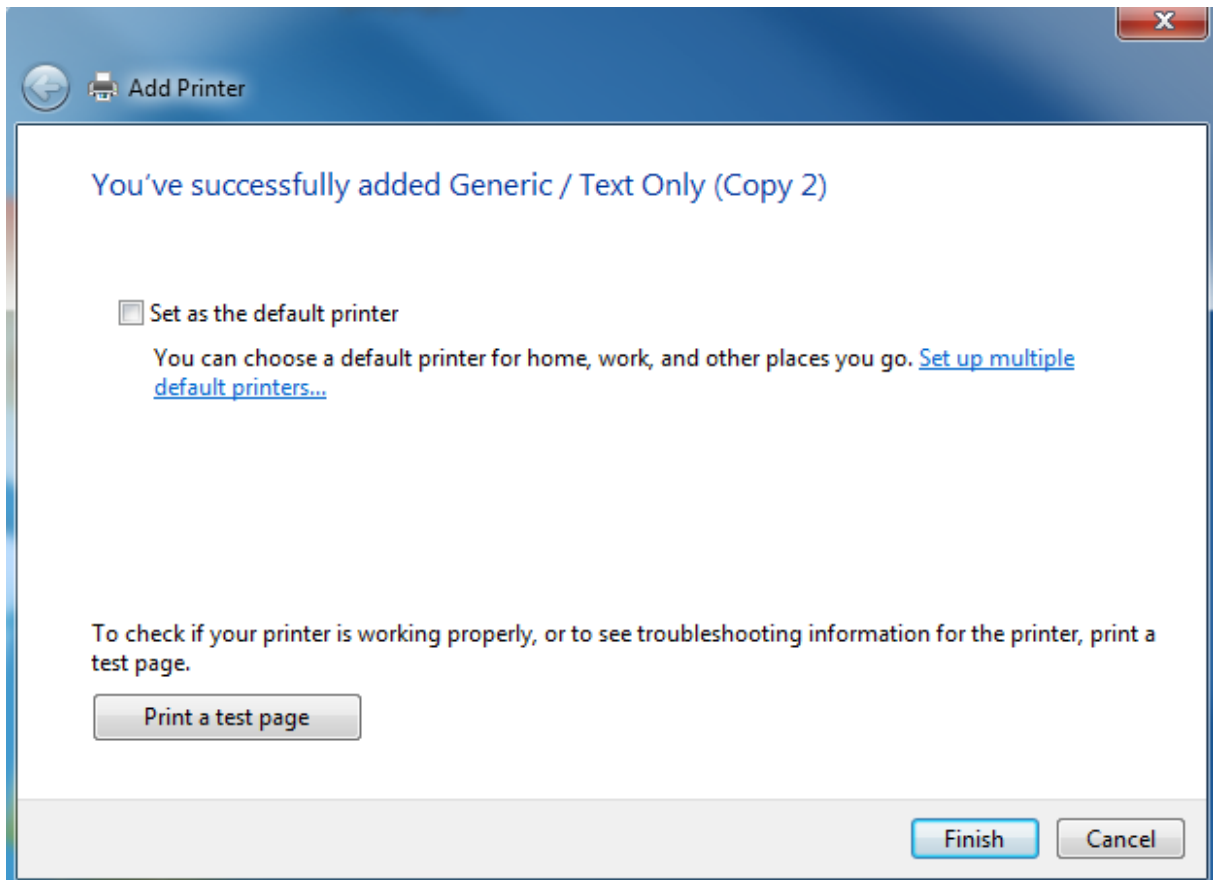 Add Printer
You've successfully added Generic / Text Only (Copy 2)
Set as the default printer
You can choose a default printer for home, work, and other places you go. Set up multiple
default printers...
To check if your printer is working properly, or to see troubleshooting information for the printer, print a
test page.
Print a test page
Finish Cancel